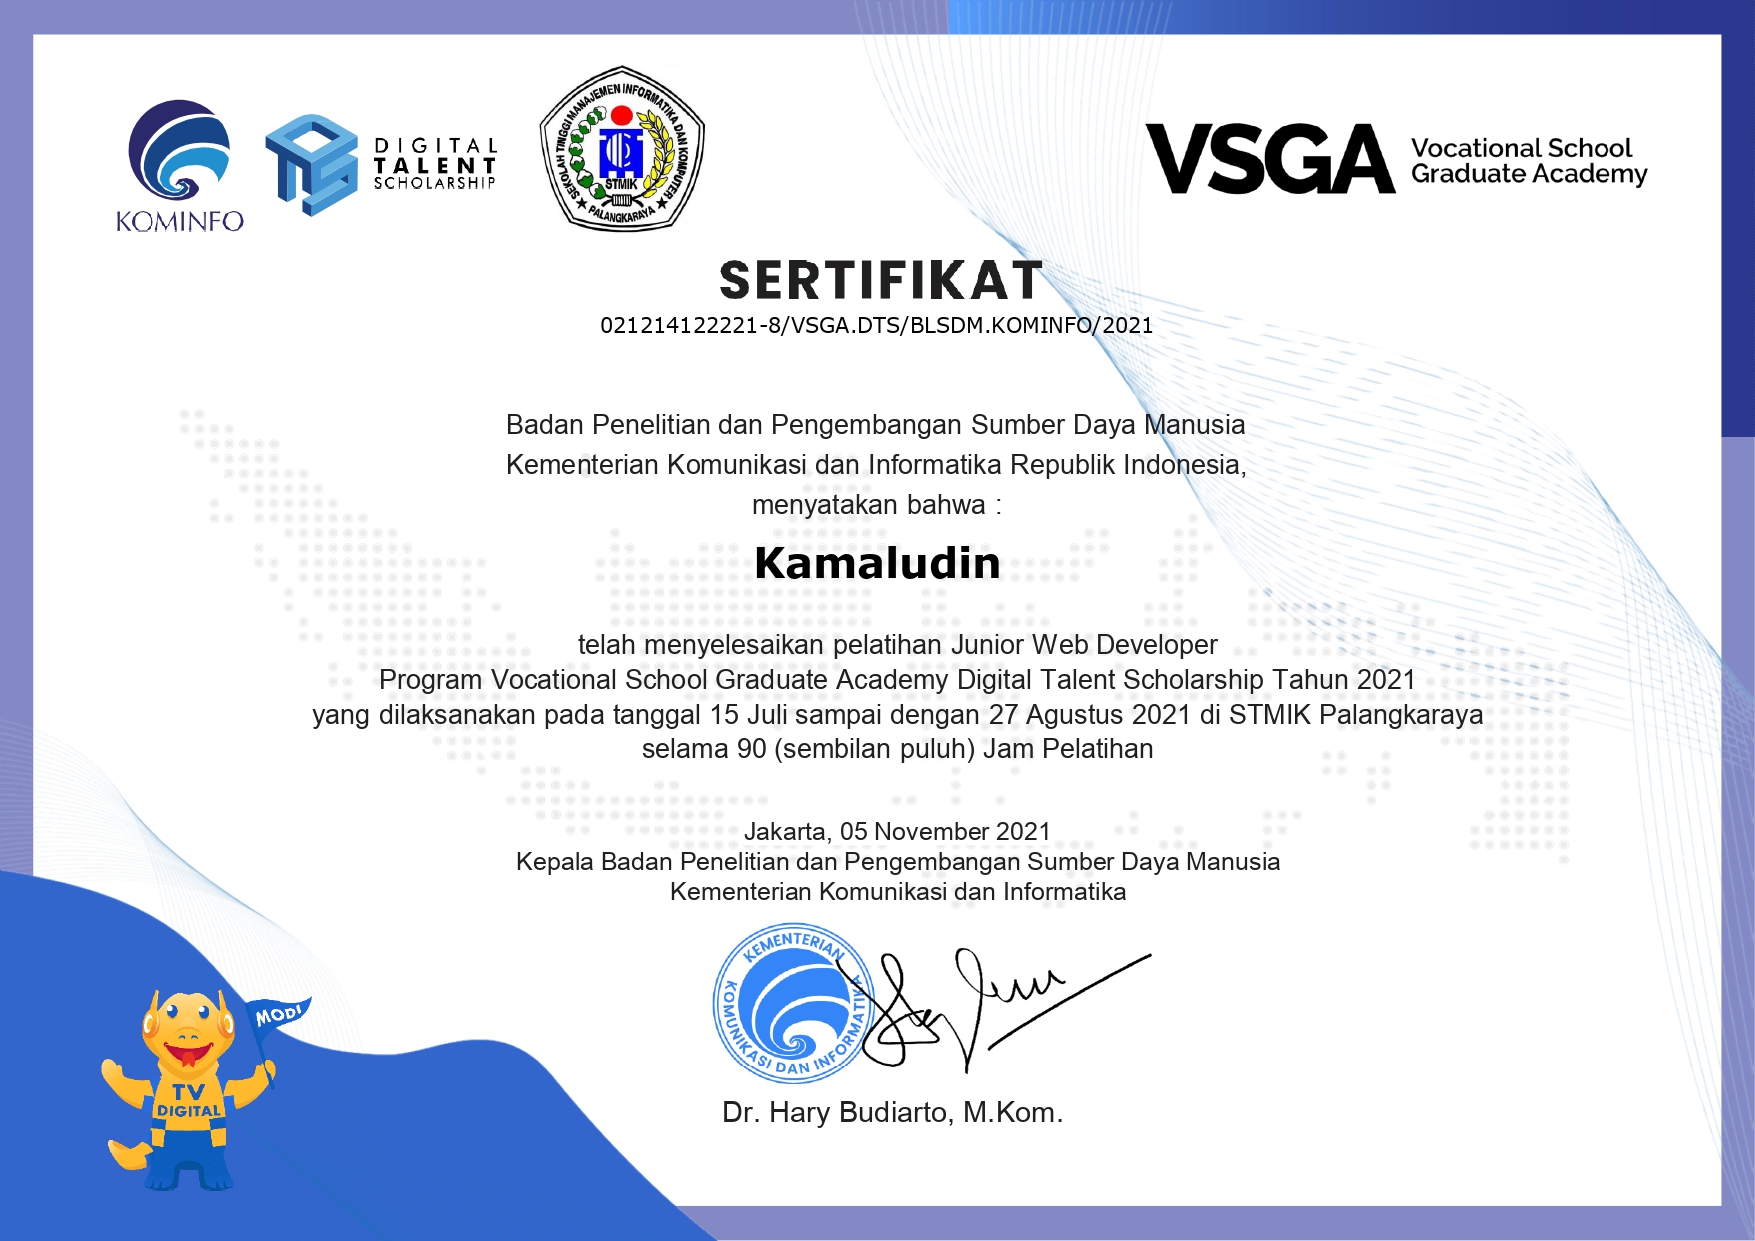 KOMINFO
DIGITAL
TALENT
SCHOLARSHIP
SEKOLAH TINGGI MANAJEMEN INFORMATIKA DAN KOMPUTER
STMIK
★ PALANGKARAYA ★
VSGA
Vocational School
Graduate Academy
SERTIFIKAT
021214122221-8/VSGA.DTS/BLSDM.KOMINFO/2021
Badan Penelitian dan Pengembangan Sumber Daya Manusia
Kementerian Komunikasi dan Informatika Republik Indonesia,
menyatakan bahwa :
Kamaludin
telah menyelesaikan pelatihan Junior Web Developer
Program Vocational School Graduate Academy Digital Talent Scholarship Tahun 2021
yang dilaksanakan pada tanggal 15 Juli sampai dengan 27 Agustus 2021 di STMIK Palangkaraya
selama 90 (sembilan puluh) Jam Pelatihan
Jakarta, 05 November 2021
Kepala Badan Penelitian dan Pengembangan Sumber Daya Manusia
Kementerian Komunikasi dan Informatika
KEMENTERIAN
KOMUNIKASI DAN INFORMATIKA
MODI
TV
DIGITAL
Dr. Hary Budiarto, M.Kom.